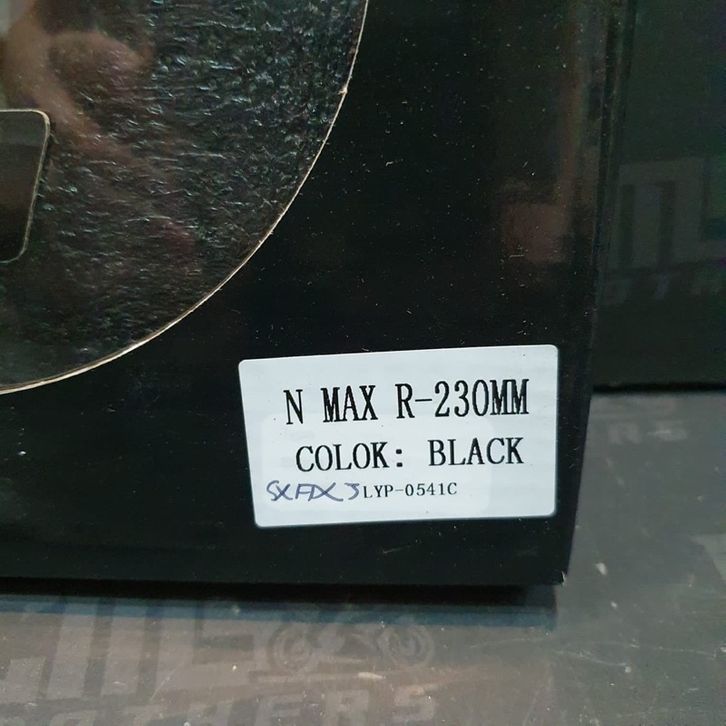 N MAX R-230MM
COLOK: BLACK
LYP-0541C